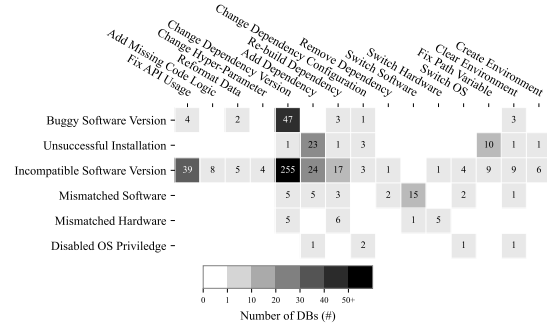 Fix API Usage
Add Missing Code Logic
Reformat Data
Change Hyper-Parameter
Change Dependency Version
Add Dependency
Re-build Dependency
Change Dependency Configuration
Remove Dependency
Switch Software
Switch Hardware
Switch OS
Fix Path Variable
Clear Environment
Create Environment
Buggy Software Version 4 2 47 3 1 3
Unsuccessful Installation 1 23 1 3 10 1 1
Incompatible Software Version 39 8 5 4 255 24 17 3 1 1 4 9 9 6
Mismatched Software 5 5 3 2 15 2 1
Mismatched Hardware 5 6 1 5
Disabled OS Priviledge 1 2 1 1
0 1 10 20 30 40 50+
Number of DBs (#)